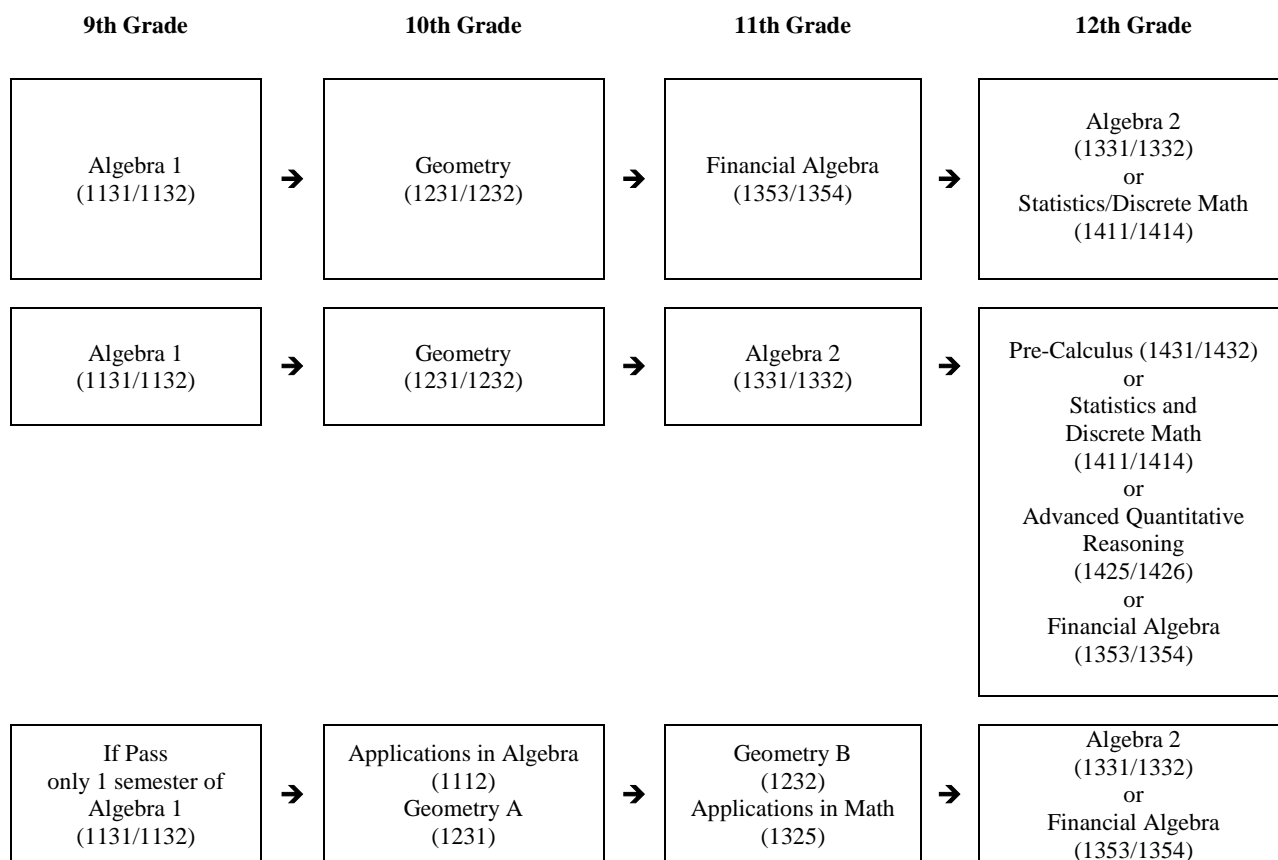 9th Grade 10th Grade 11th Grade 12th Grade
Algebra 1
(1131/1132)
➔
Geometry
(1231/1232)
➔
Financial Algebra
(1353/1354)
➔
Algebra 2
(1331/1332)
or
Statistics/Discrete Math
(1411/1414)
Algebra 1
(1131/1132)
➔
Geometry
(1231/1232)
➔
Algebra 2
(1331/1332)
➔
Pre-Calculus (1431/1432)
or
Statistics and
Discrete Math
(1411/1414)
or
Advanced Quantitative
Reasoning
(1425/1426)
or
Financial Algebra
(1353/1354)
If Pass
only 1 semester of
Algebra 1
(1131/1132)
➔
Applications in Algebra
(1112)
Geometry A
(1231)
➔
Geometry B
(1232)
Applications in Math
(1325)
➔
Algebra 2
(1331/1332)
or
Financial Algebra
(1353/1354)